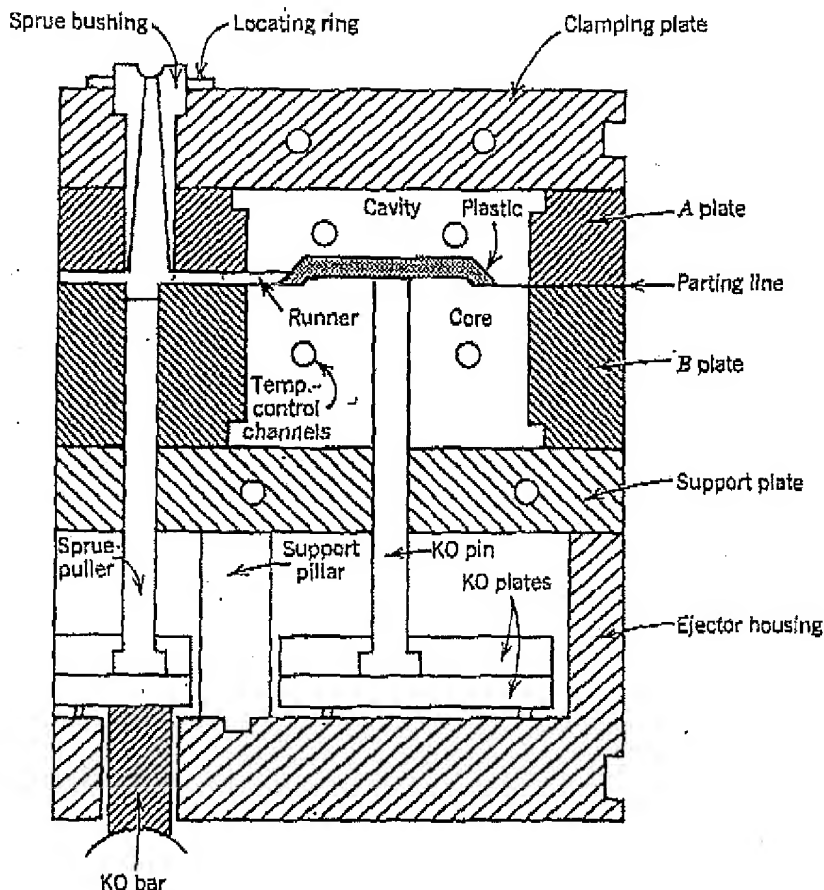 Sprue bushing
Locating ring
Clamping plate
Cavity
Plastic
A plate
Parting line
Runner
Core
B plate
Temp.-
control
channels
Support plate
Sprue-
puller
Support
pillar
KO pin
KO plates
Ejector housing
KO bar